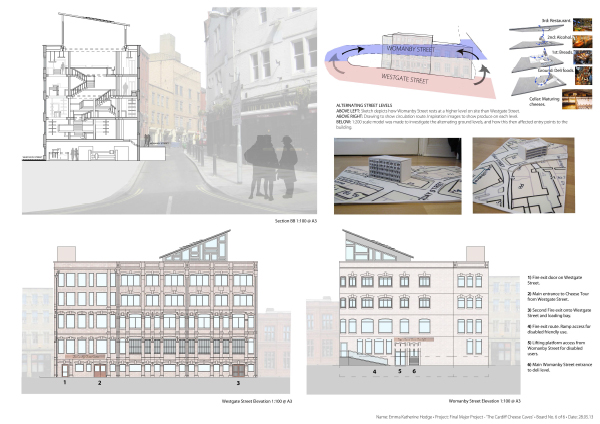 3rd: Restaurant.
2nd: Alcohol.
1st: Breads.
Ground: Deli foods.
Cellar: Maturing
cheeses.
WOMANBY STREET
WESTGATE STREET
ALTERNATING STREET LEVELS
ABOVE LEFT: Sketch depicts how Womanby Street rests at a higher level on site than Westgate Street.
ABOVE RIGHT: Drawing to show circulation route. Inspiration images to show produce on each level.
BELOW: 1:200 scale model was made to investigate the alternating ground levels, and how this then affected entry points to the
building.
Section BB 1:100 @ A3
1) Fire exit door on Westgate
Street.
2) Main entrance to Cheese Tour
from Westgate Street.
3) Second Fire exit onto Westgate
Street and loading bay.
4) Fire exit route. Ramp access for
disabled friendly use.
5) Lifting platform access from
Womanby Street for disabled
users.
6) Main Womanby Street entrance
to deli level.
1
2
3
4
5
6
Westgate Street Elevation 1:100 @ A3
Womanby Street Elevation 1:100 @ A3
Name: Emma Katherine Hodge • Project: Final Major Project - 'The Cardiff Cheese Caves' • Board No. 6 of 6 • Date: 28.05.13